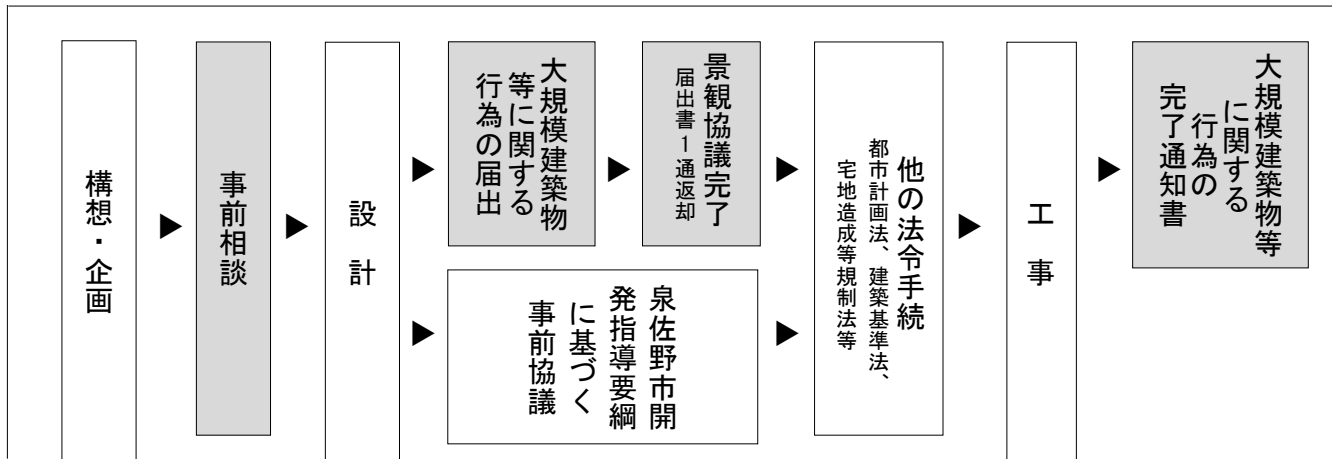 構想・企画
▶
事前相談
▶
設計
▶
大規模建築物
等に関する
行為の届出
▶
景観協議完了
届出書１通返却
▶
▶
泉佐野市開
発指導要綱
に基づく
事前協議
▶
他の法令手続
都市計画法、建築基準法、
宅地造成等規制法等
▶
工事
▶
大規模建築物等
に関する
行為の
完了通知書